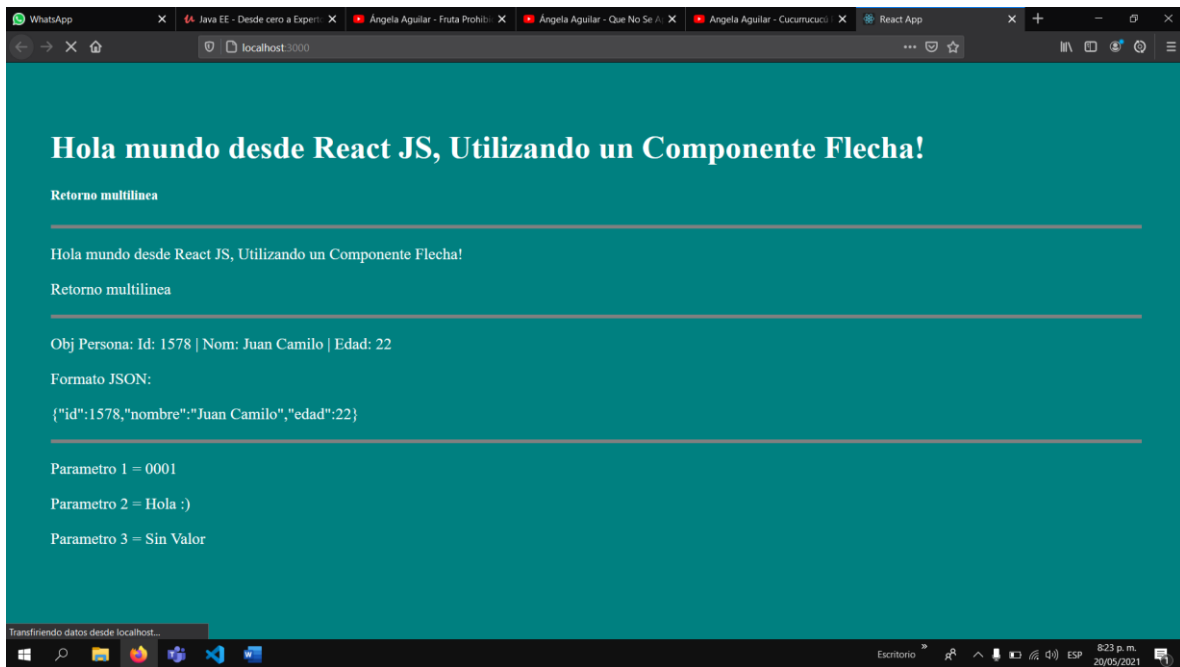 WhatsApp
Java EE - Desde cero a Experto
Ángela Aguilar - Fruta Prohibi
Ángela Aguilar - Que No Se A
Angela Aguilar - Cucurrucucú
React App
localhost:3000
Hola mundo desde React JS, Utilizando un Componente Flecha!
Retorno multilinea
Hola mundo desde React JS, Utilizando un Componente Flecha!
Retorno multilinea
Obj Persona: Id: 1578 | Nom: Juan Camilo | Edad: 22
Formato JSON:
{"id":1578,"nombre":"Juan Camilo","edad":22}
Parametro 1 = 0001
Parametro 2 = Hola :)
Parametro 3 = Sin Valor
Transfiriendo datos desde localhost...
Escritorio
ESP
8:23 p. m.
20/05/2021